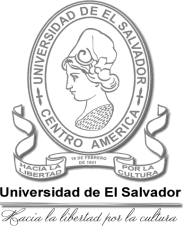 UNIVERSIDAD DE EL SALVADOR
CENTRO AMERICA
HACIA LA LIBERTAD
16 DE FEBRERO DE 1841
POR LA CULTURA
Universidad de El Salvador
Hacia la libertad por la cultura